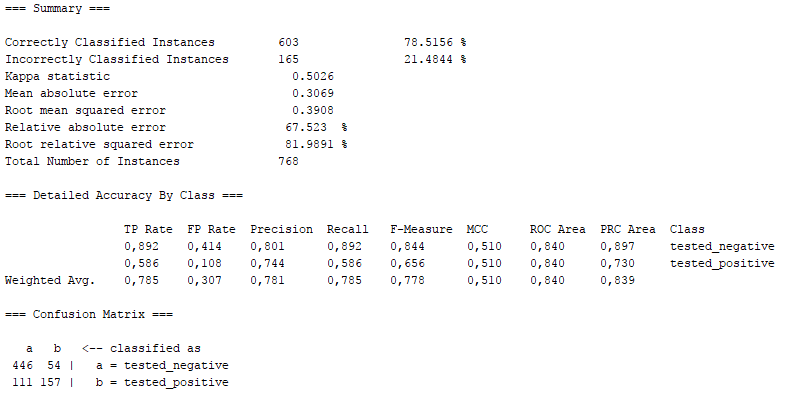 === Summary ===
Correctly Classified Instances 603 78.5156 %
Incorrectly Classified Instances 165 21.4844 %
Kappa statistic 0.5026
Mean absolute error 0.3069
Root mean squared error 0.3908
Relative absolute error 67.523 %
Root relative squared error 81.9891 %
Total Number of Instances 768
=== Detailed Accuracy By Class ===
TP Rate FP Rate Precision Recall F-Measure MCC ROC Area PRC Area Class
0,892 0,414 0,801 0,892 0,844 0,510 0,840 0,897 tested_negative
0,586 0,108 0,744 0,586 0,656 0,510 0,840 0,730 tested_positive
Weighted Avg. 0,785 0,307 0,781 0,785 0,778 0,510 0,840 0,839
=== Confusion Matrix ===
a b <-- classified as
446 54 | a = tested_negative
111 157 | b = tested_positive